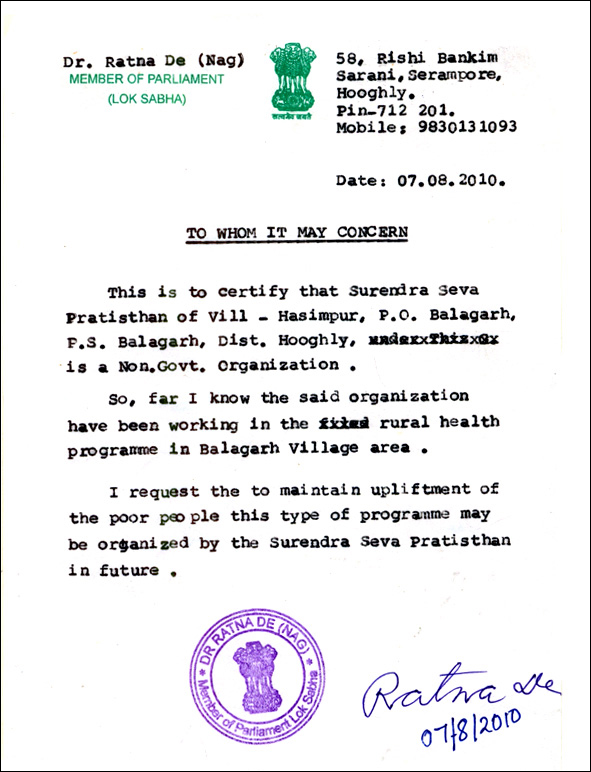 Dr. Ratna De (Nag)
MEMBER OF PARLIAMENT
(LOK SABHA)
सत्यमेव जयते
58, Rishi Bankim
Sarani, Serampore,
Hooghly.
Pin-712 201.
Mobile: 9830131093
Date: 07.08.2010.
TO WHOM IT MAY CONCERN
This is to certify that Surendra Seva
Pratisthan of Vill - Hasimpur, P.O. Balagarh,
P.S. Balagarh, Dist. Hooghly,
is a Non.Govt. Organization .
So, far I know the said organization
have been working in the rural health
programme in Balagarh Village area .
I request the to maintain upliftment of
the poor people this type of programme may
be organized by the Surendra Seva Pratisthan
in future .
DR RATNA DE (NAG)
Member of Parliament Lok Sabha
Ratna De
07/8/2010